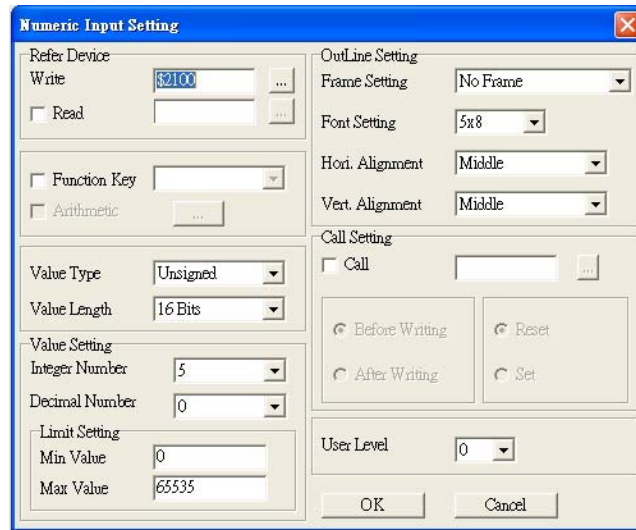 Numeric Input Setting
Refer Device
Write $2100 ...
Read ...
Function Key
Arithmetic ...
Value Type Unsigned
Value Length 16 Bits
Value Setting
Integer Number 5
Decimal Number 0
Limit Setting
Min Value 0
Max Value 65535
OutLine Setting
Frame Setting No Frame
Font Setting 5x8
Hori. Alignment Middle
Vert. Alignment Middle
Call Setting
Call ...
Before Writing
After Writing
Reset
Set
User Level 0
OK Cancel